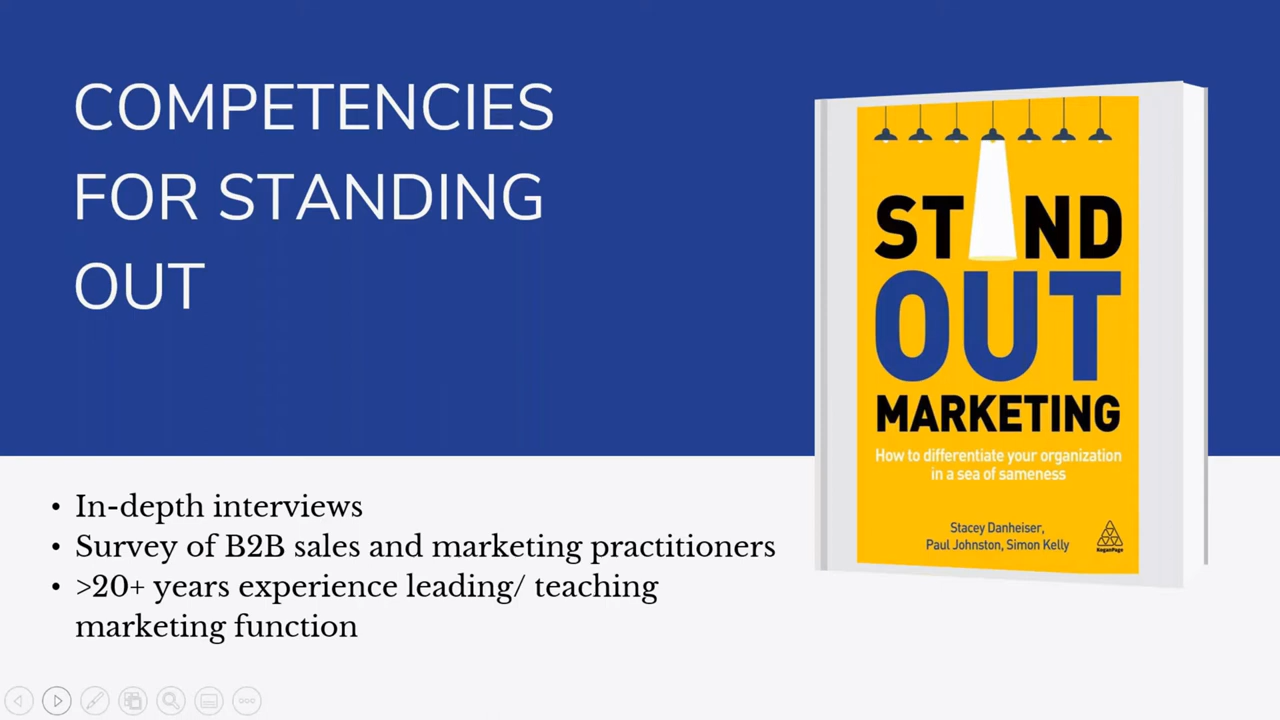 COMPETENCIES
FOR STANDING
OUT
• In-depth interviews
• Survey of B2B sales and marketing practitioners
• >20+ years experience leading/ teaching
marketing function
STAND
OUT
MARKETING
How to differentiate your organization
in a sea of sameness
Stacey Danheiser,
Paul Johnston, Simon Kelly
KoganPage